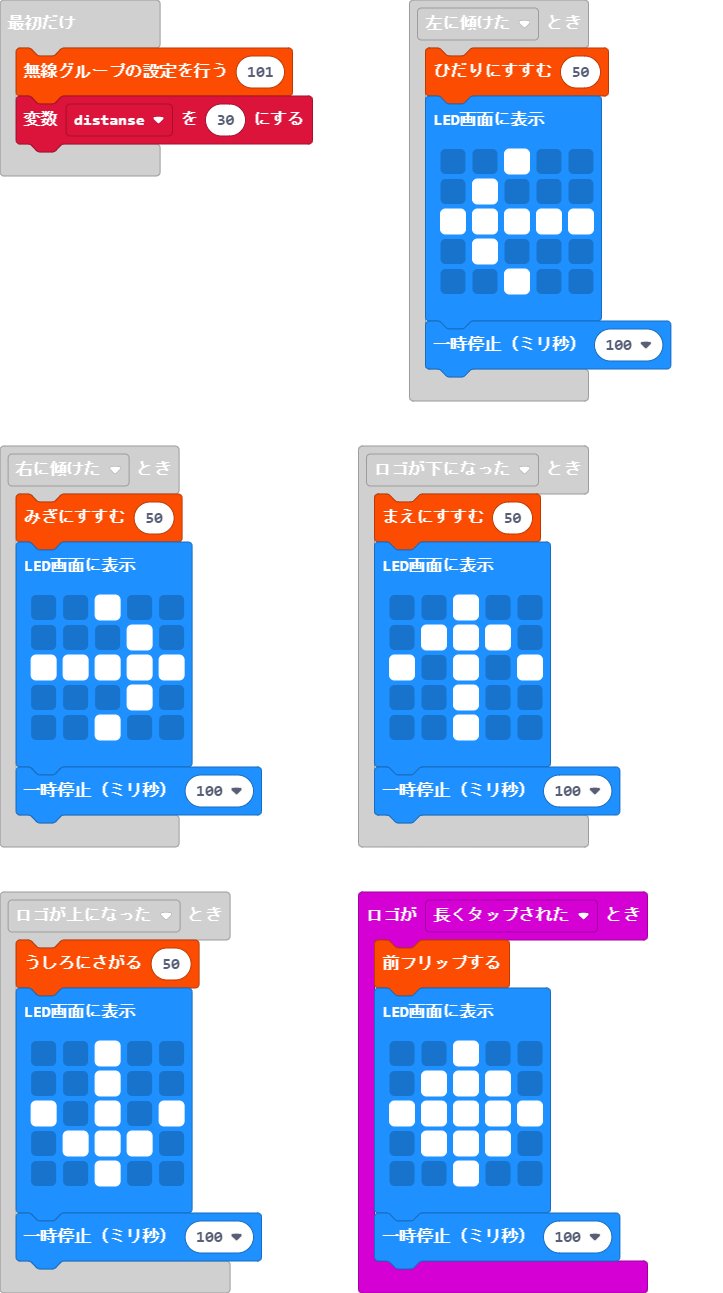 最初だけ
無線グループの設定を行う 101
変数 distanse を 30 にする
左に傾けた とき
ひだりにすすむ 50
LED画面に表示
一時停止（ミリ秒） 100
右に傾けた とき
みぎにすすむ 50
LED画面に表示
一時停止（ミリ秒） 100
ロゴが下になった とき
まえにすすむ 50
LED画面に表示
一時停止（ミリ秒） 100
ロゴが上になった とき
うしろにさがる 50
LED画面に表示
一時停止（ミリ秒） 100
ロゴが 長くタップされた とき
前フリップする
LED画面に表示
一時停止（ミリ秒） 100